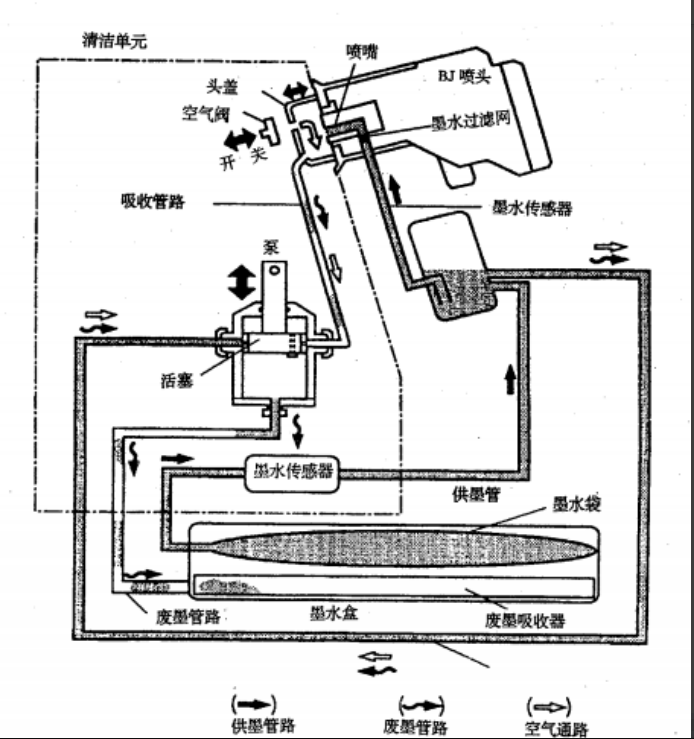 清洁单元
喷嘴
BJ 喷头
头盖
空气阀
墨水过滤网
开 关
吸收管路
墨水传感器
泵
活塞
墨水传感器
供墨管
墨水袋
废墨管路
墨水盒
废墨吸收器
供墨管路
废墨管路
空气通路